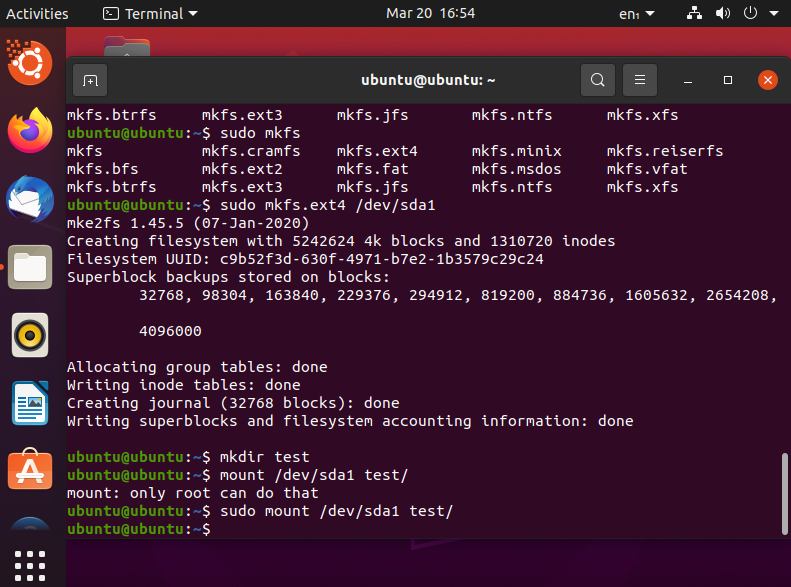 Activities Terminal Mar 20 16:54 en₁
ubuntu@ubuntu: ~
mkfs.btrfs mkfs.ext3 mkfs.jfs mkfs.ntfs mkfs.xfs
ubuntu@ubuntu:~$ sudo mkfs
mkfs mkfs.cramfs mkfs.ext4 mkfs.minix mkfs.reiserfs
mkfs.bfs mkfs.ext2 mkfs.fat mkfs.msdos mkfs.vfat
mkfs.btrfs mkfs.ext3 mkfs.jfs mkfs.ntfs mkfs.xfs
ubuntu@ubuntu:~$ sudo mkfs.ext4 /dev/sda1
mke2fs 1.45.5 (07-Jan-2020)
Creating filesystem with 5242624 4k blocks and 1310720 inodes
Filesystem UUID: c9b52f3d-630f-4971-b7e2-1b3579c29c24
Superblock backups stored on blocks:
32768, 98304, 163840, 229376, 294912, 819200, 884736, 1605632, 2654208,
4096000
Allocating group tables: done
Writing inode tables: done
Creating journal (32768 blocks): done
Writing superblocks and filesystem accounting information: done
ubuntu@ubuntu:~$ mkdir test
ubuntu@ubuntu:~$ mount /dev/sda1 test/
mount: only root can do that
ubuntu@ubuntu:~$ sudo mount /dev/sda1 test/
ubuntu@ubuntu:~$